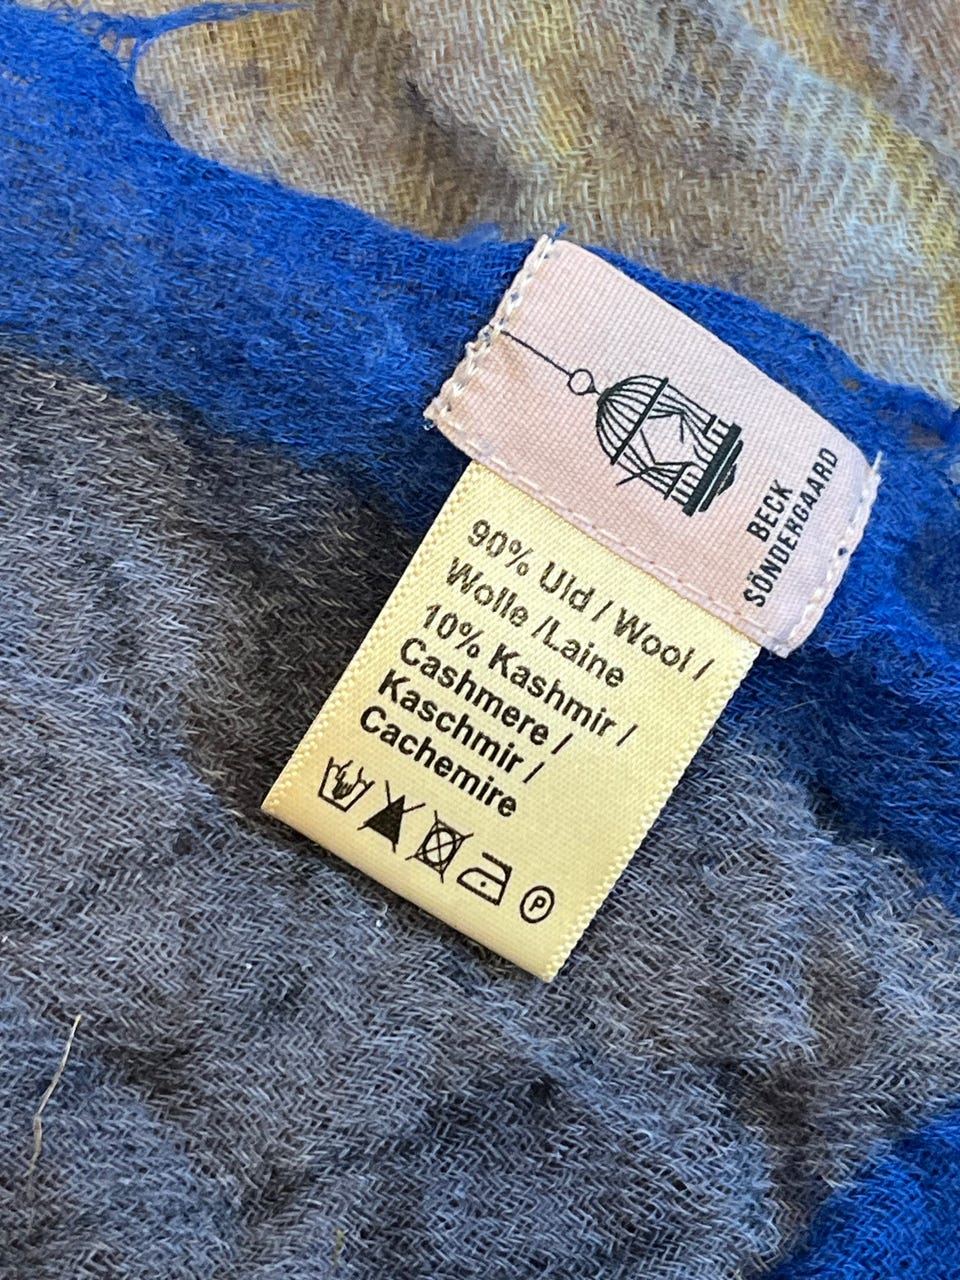 BECK
SÖNDERGAARD
90% Uld / Wool /
Wolle /Laine
10% Kashmir /
Cashmere /
Kaschmir /
Cachemire
P